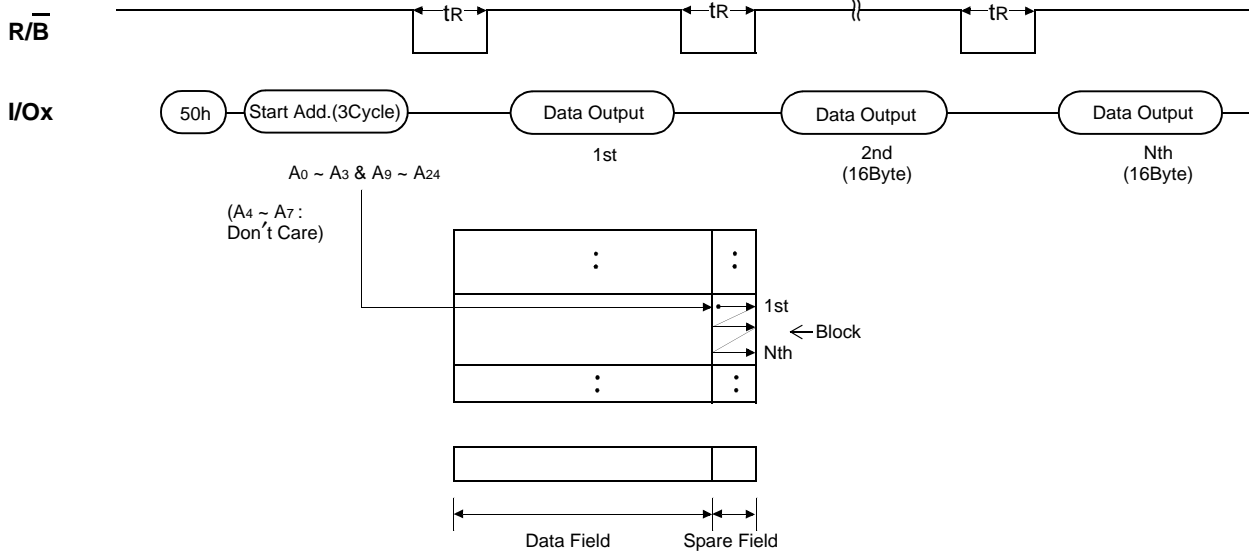 R/B
tR
tR
tR
I/Ox
50h
Start Add.(3Cycle)
Data Output
Data Output
Data Output
1st
2nd
(16Byte)
Nth
(16Byte)
A0 ~ A3 & A9 ~ A24
(A4 ~ A7 :
Don't Care)
1st
Block
Nth
Data Field
Spare Field